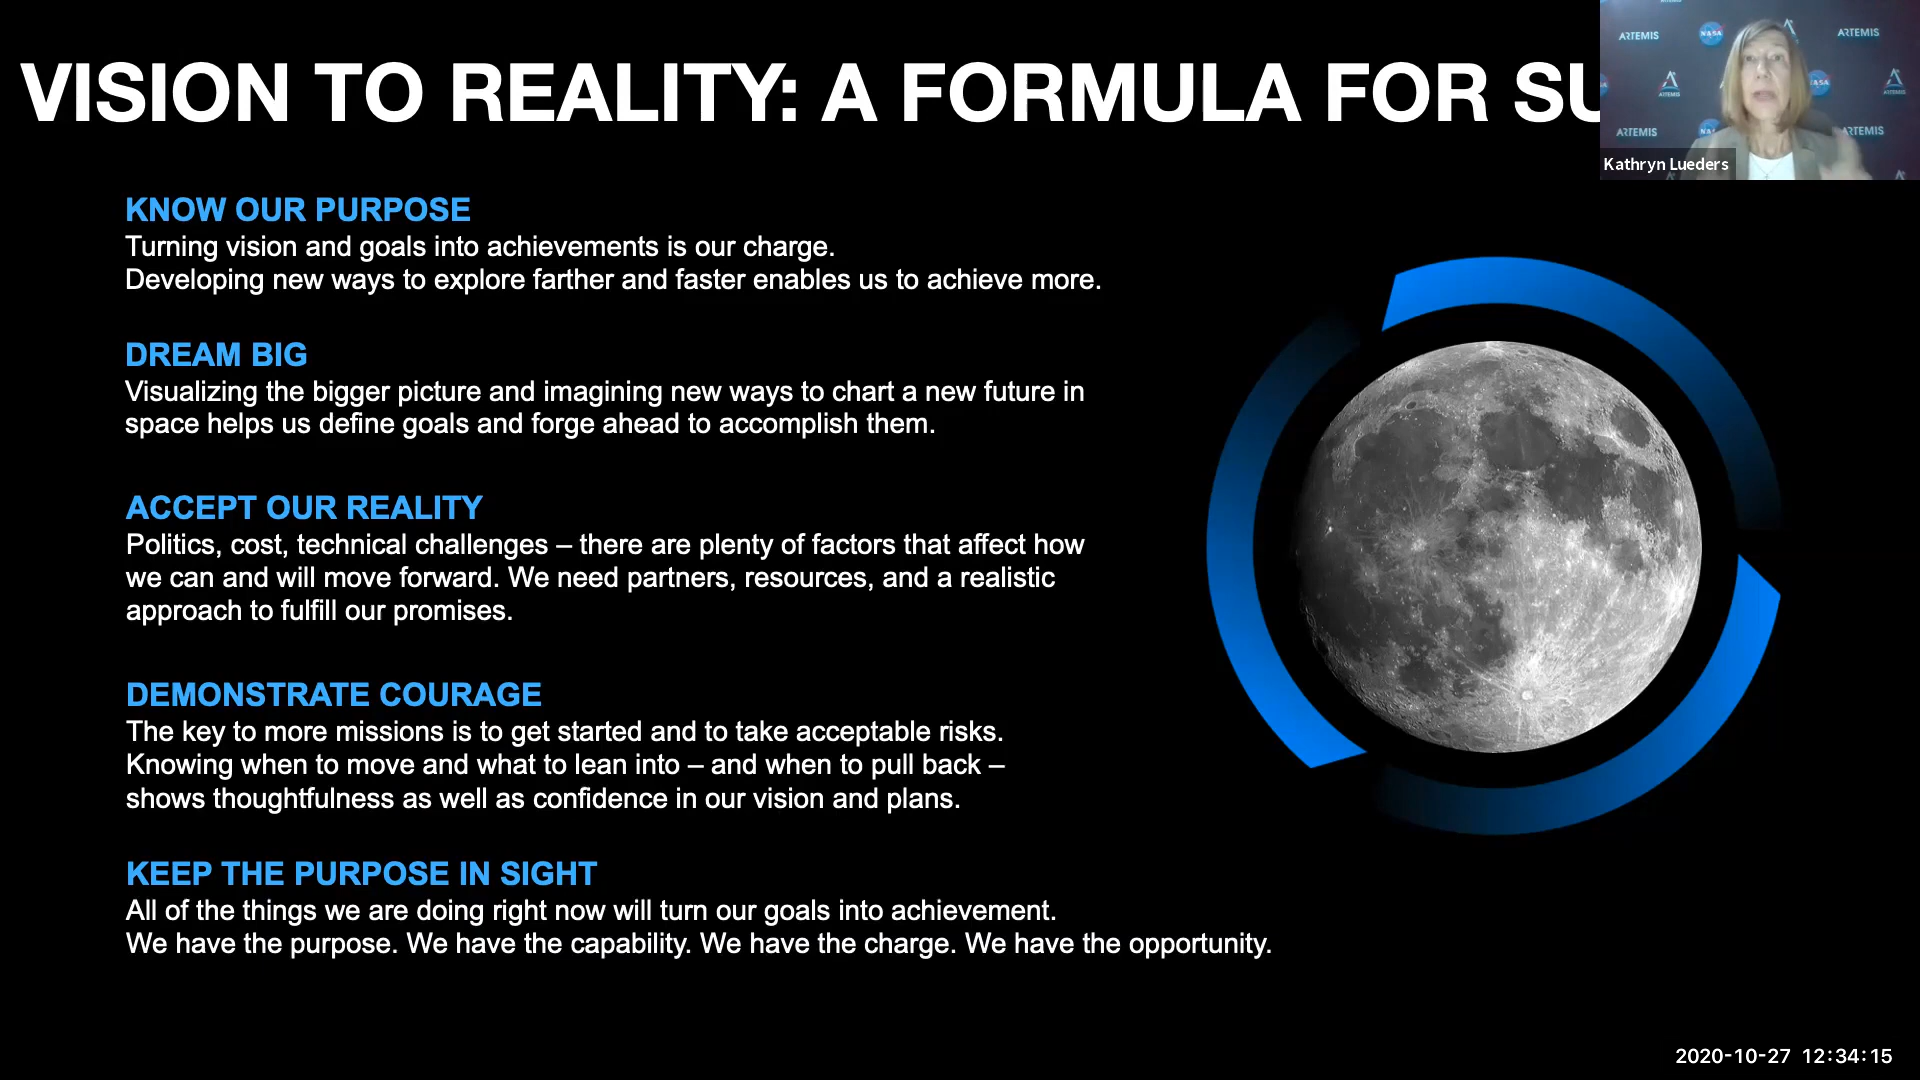 VISION TO REALITY: A FORMULA FOR SU
ARTEMIS
NASA
ARTEMIS
ARTEMIS
NASA
ARTEMIS
ARTEMIS
NASA
ARTEMIS
Kathryn Lueders
KNOW OUR PURPOSE
Turning vision and goals into achievements is our charge.
Developing new ways to explore farther and faster enables us to achieve more.
DREAM BIG
Visualizing the bigger picture and imagining new ways to chart a new future in
space helps us define goals and forge ahead to accomplish them.
ACCEPT OUR REALITY
Politics, cost, technical challenges – there are plenty of factors that affect how
we can and will move forward. We need partners, resources, and a realistic
approach to fulfill our promises.
DEMONSTRATE COURAGE
The key to more missions is to get started and to take acceptable risks.
Knowing when to move and what to lean into – and when to pull back –
shows thoughtfulness as well as confidence in our vision and plans.
KEEP THE PURPOSE IN SIGHT
All of the things we are doing right now will turn our goals into achievement.
We have the purpose. We have the capability. We have the charge. We have the opportunity.
2020-10-27 12:34:15